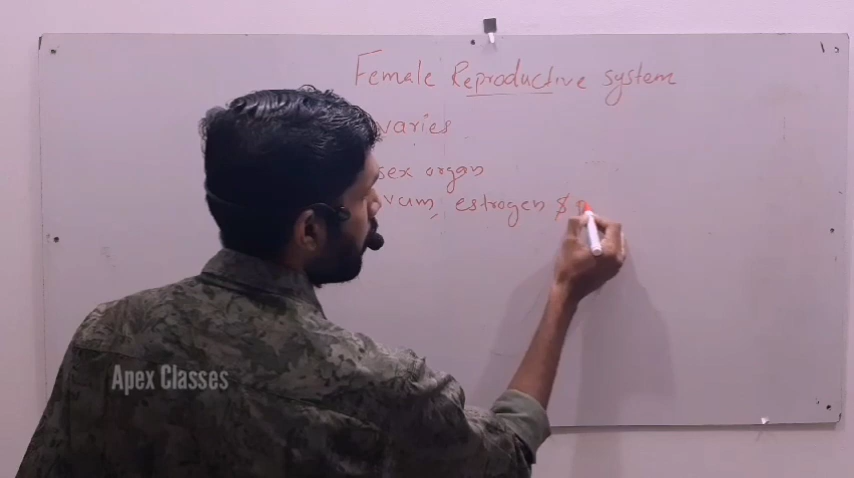 Female Reproductive system
varies
sex organ
vum, estrogen &
Apex Classes